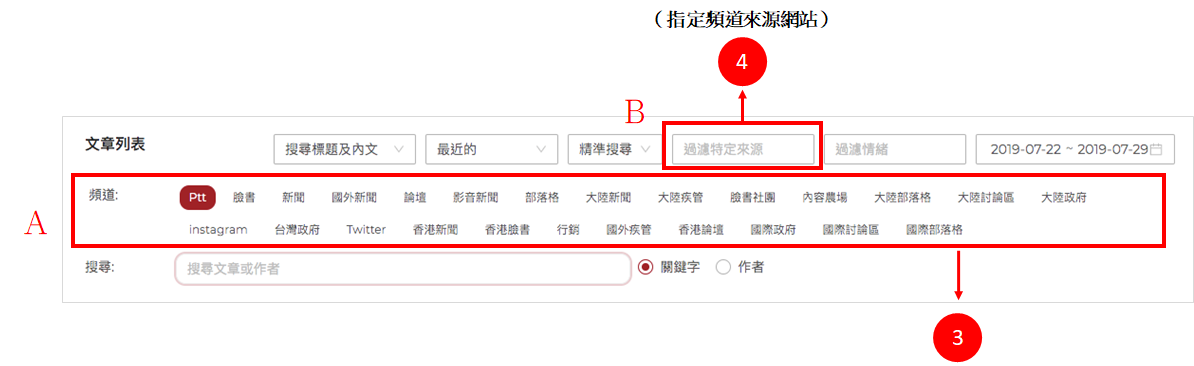 （指定頻道來源網站）
4
B
文章列表 搜尋標題及內文 最近的 精準搜尋 過濾特定來源 過濾情緒 2019-07-22 ~ 2019-07-29
A
頻道: Ptt 臉書 新聞 國外新聞 論壇 影音新聞 部落格 大陸新聞 大陸疾管 臉書社團 內容農場 大陸部落格 大陸討論區 大陸政府
instagram 台灣政府 Twitter 香港新聞 香港臉書 行銷 國外疾管 香港論壇 國際政府 國際討論區 國際部落格
搜尋: 搜尋文章或作者 關鍵字 作者
3